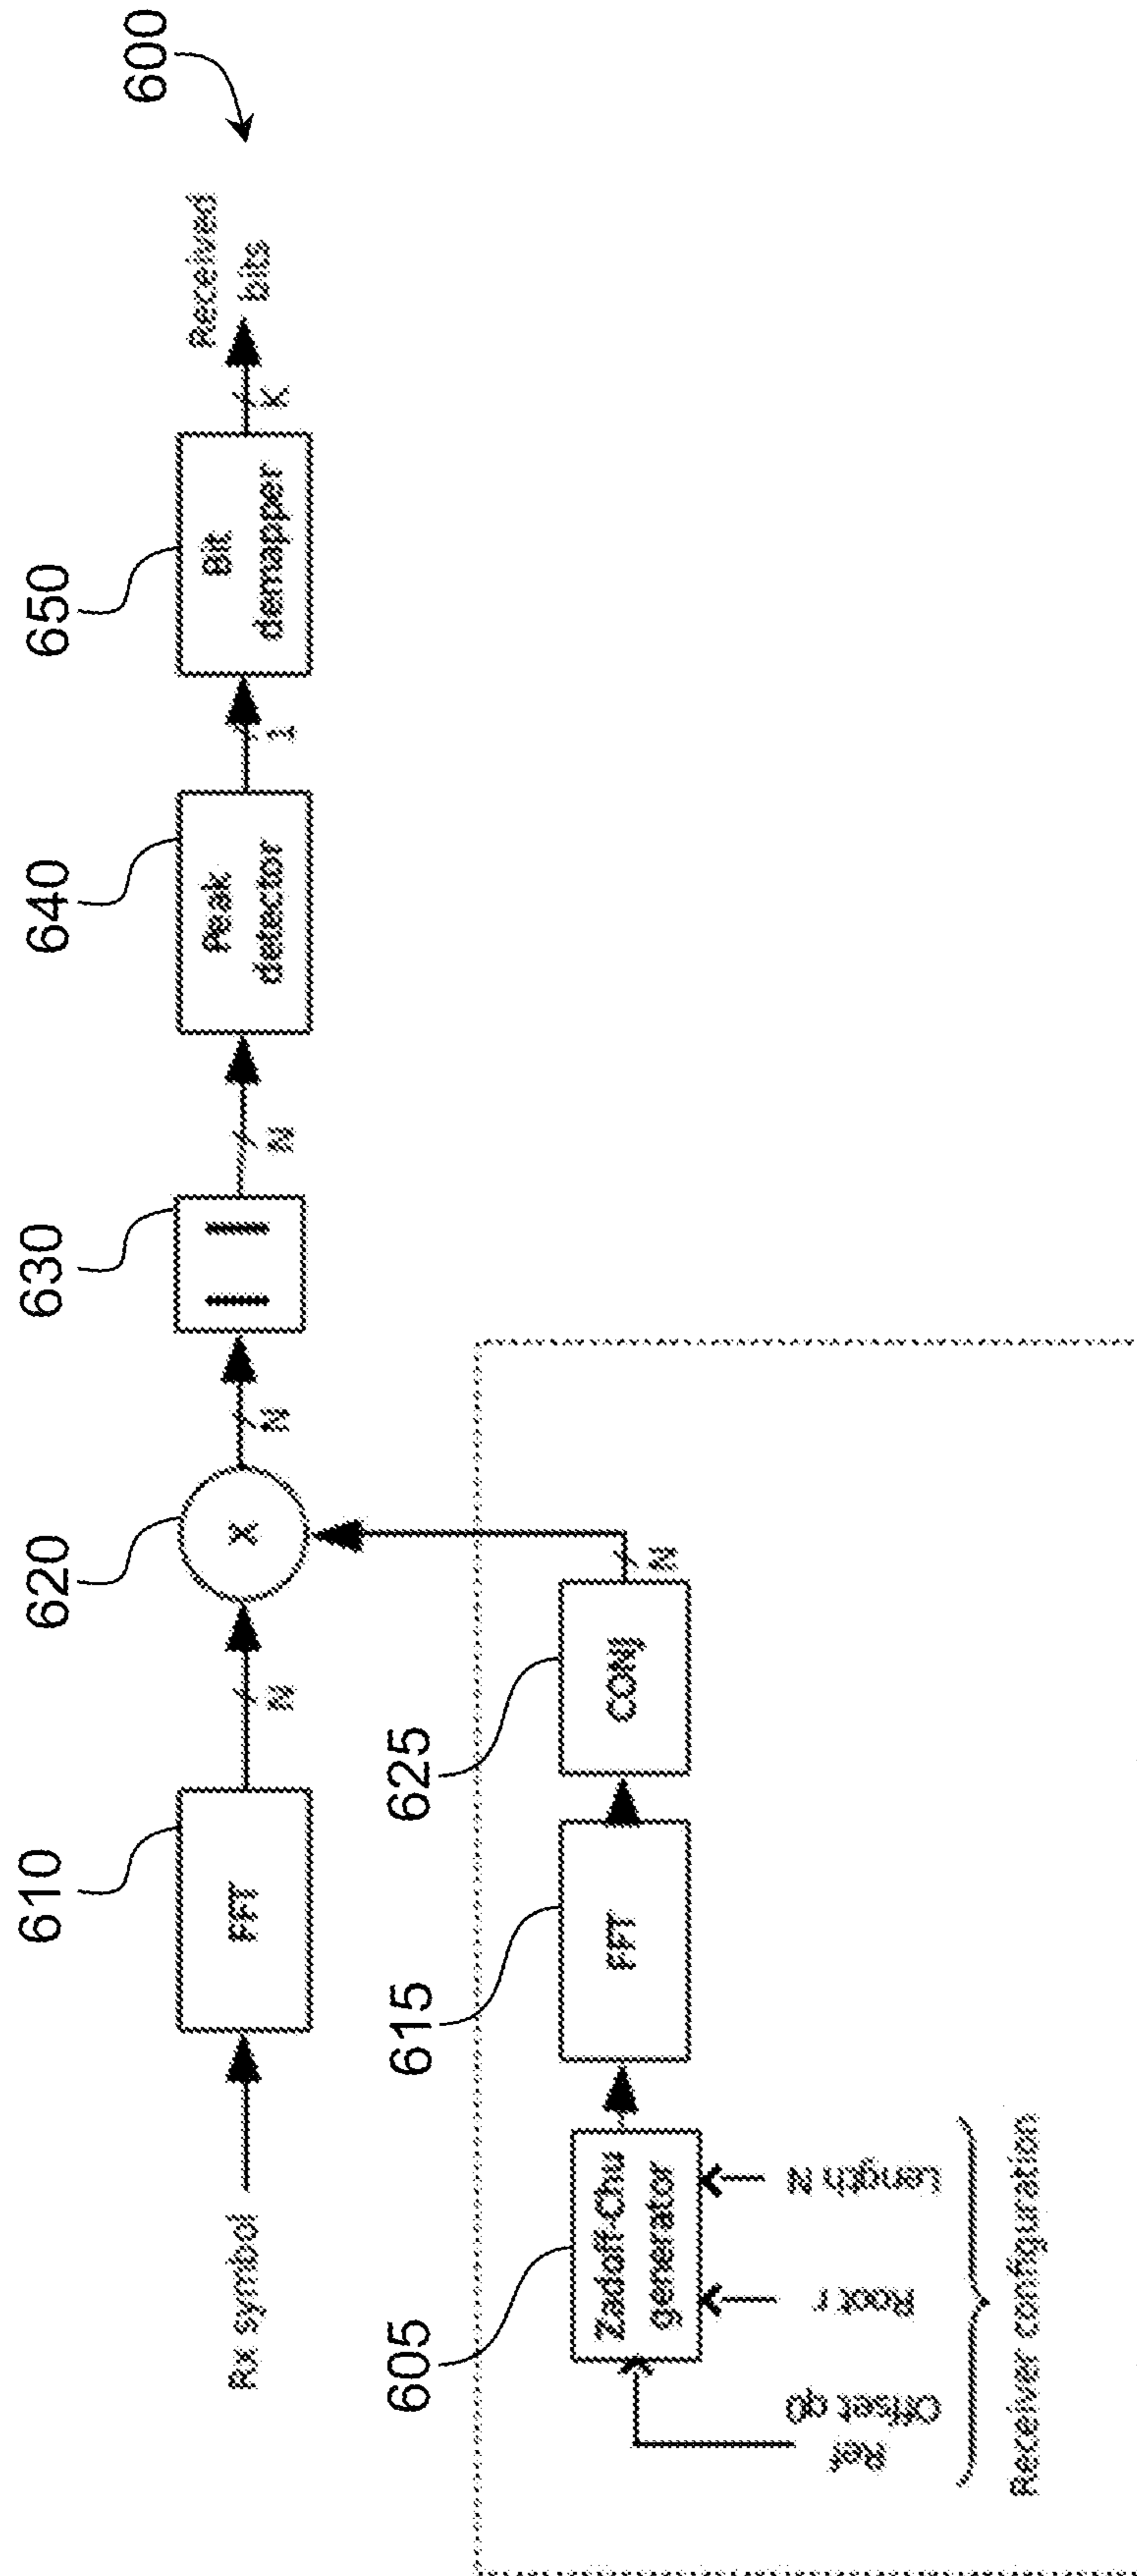 600
610
620
630
640
650
Rx symbol
FFT
N
X
N
| |
N
Peak
detector
1
Bit
demapper
K
Received
bits
605
615
625
Zadoff-Chu
generator
FFT
CONJ
N
Ref
Offset q0
Root r
Length N
Receiver configuration